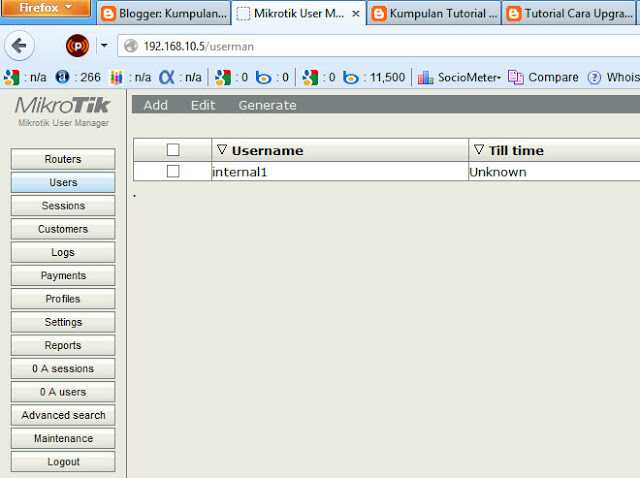 Firefox
Blogger: Kumpulan... Mikrotik User M... × Kumpulan Tutorial ... Tutorial Cara Upgra...
192.168.10.5/userman
: n/a : 266 : n/a : n/a : 0 : 0 : 0 : 11,500 SocioMeter Compare Whois
MikroTik
Mikrotik User Manager
Add Edit Generate
Username Till time
internal1 Unknown
Routers
Users
Sessions
Customers
Logs
Payments
Profiles
Settings
Reports
0 A sessions
0 A users
Advanced search
Maintenance
Logout